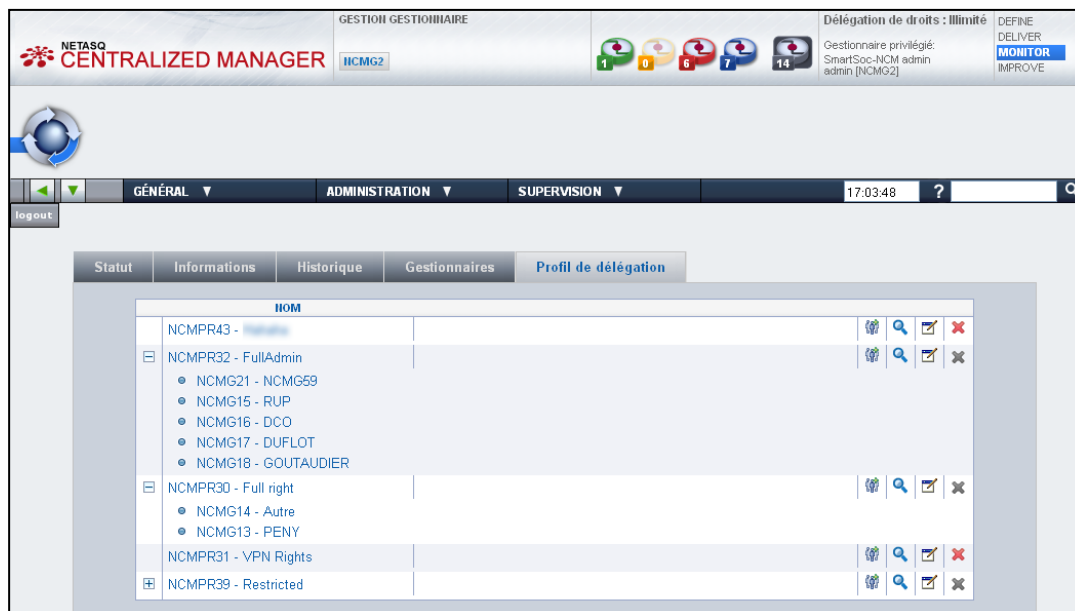 GESTION GESTIONNAIRE
Délégation de droits : Illimité
DEFINE
DELIVER
MONITOR
IMPROVE
NETASQ
CENTRALIZED MANAGER
NCMG2
1 0 6 7 14
Gestionnaire privilégié:
SmartSoc-NCM admin
admin [NCMG2]
GÉNÉRAL ADMINISTRATION SUPERVISION 17:03:48 ?
logout
Statut Informations Historique Gestionnaires Profil de délégation
NOM
NCMPR43 -
NCMPR32 - FullAdmin
NCMG21 - NCMG59
NCMG15 - RUP
NCMG16 - DCO
NCMG17 - DUFLOT
NCMG18 - GOUTAUDIER
NCMPR30 - Full right
NCMG14 - Autre
NCMG13 - PENY
NCMPR31 - VPN Rights
NCMPR39 - Restricted